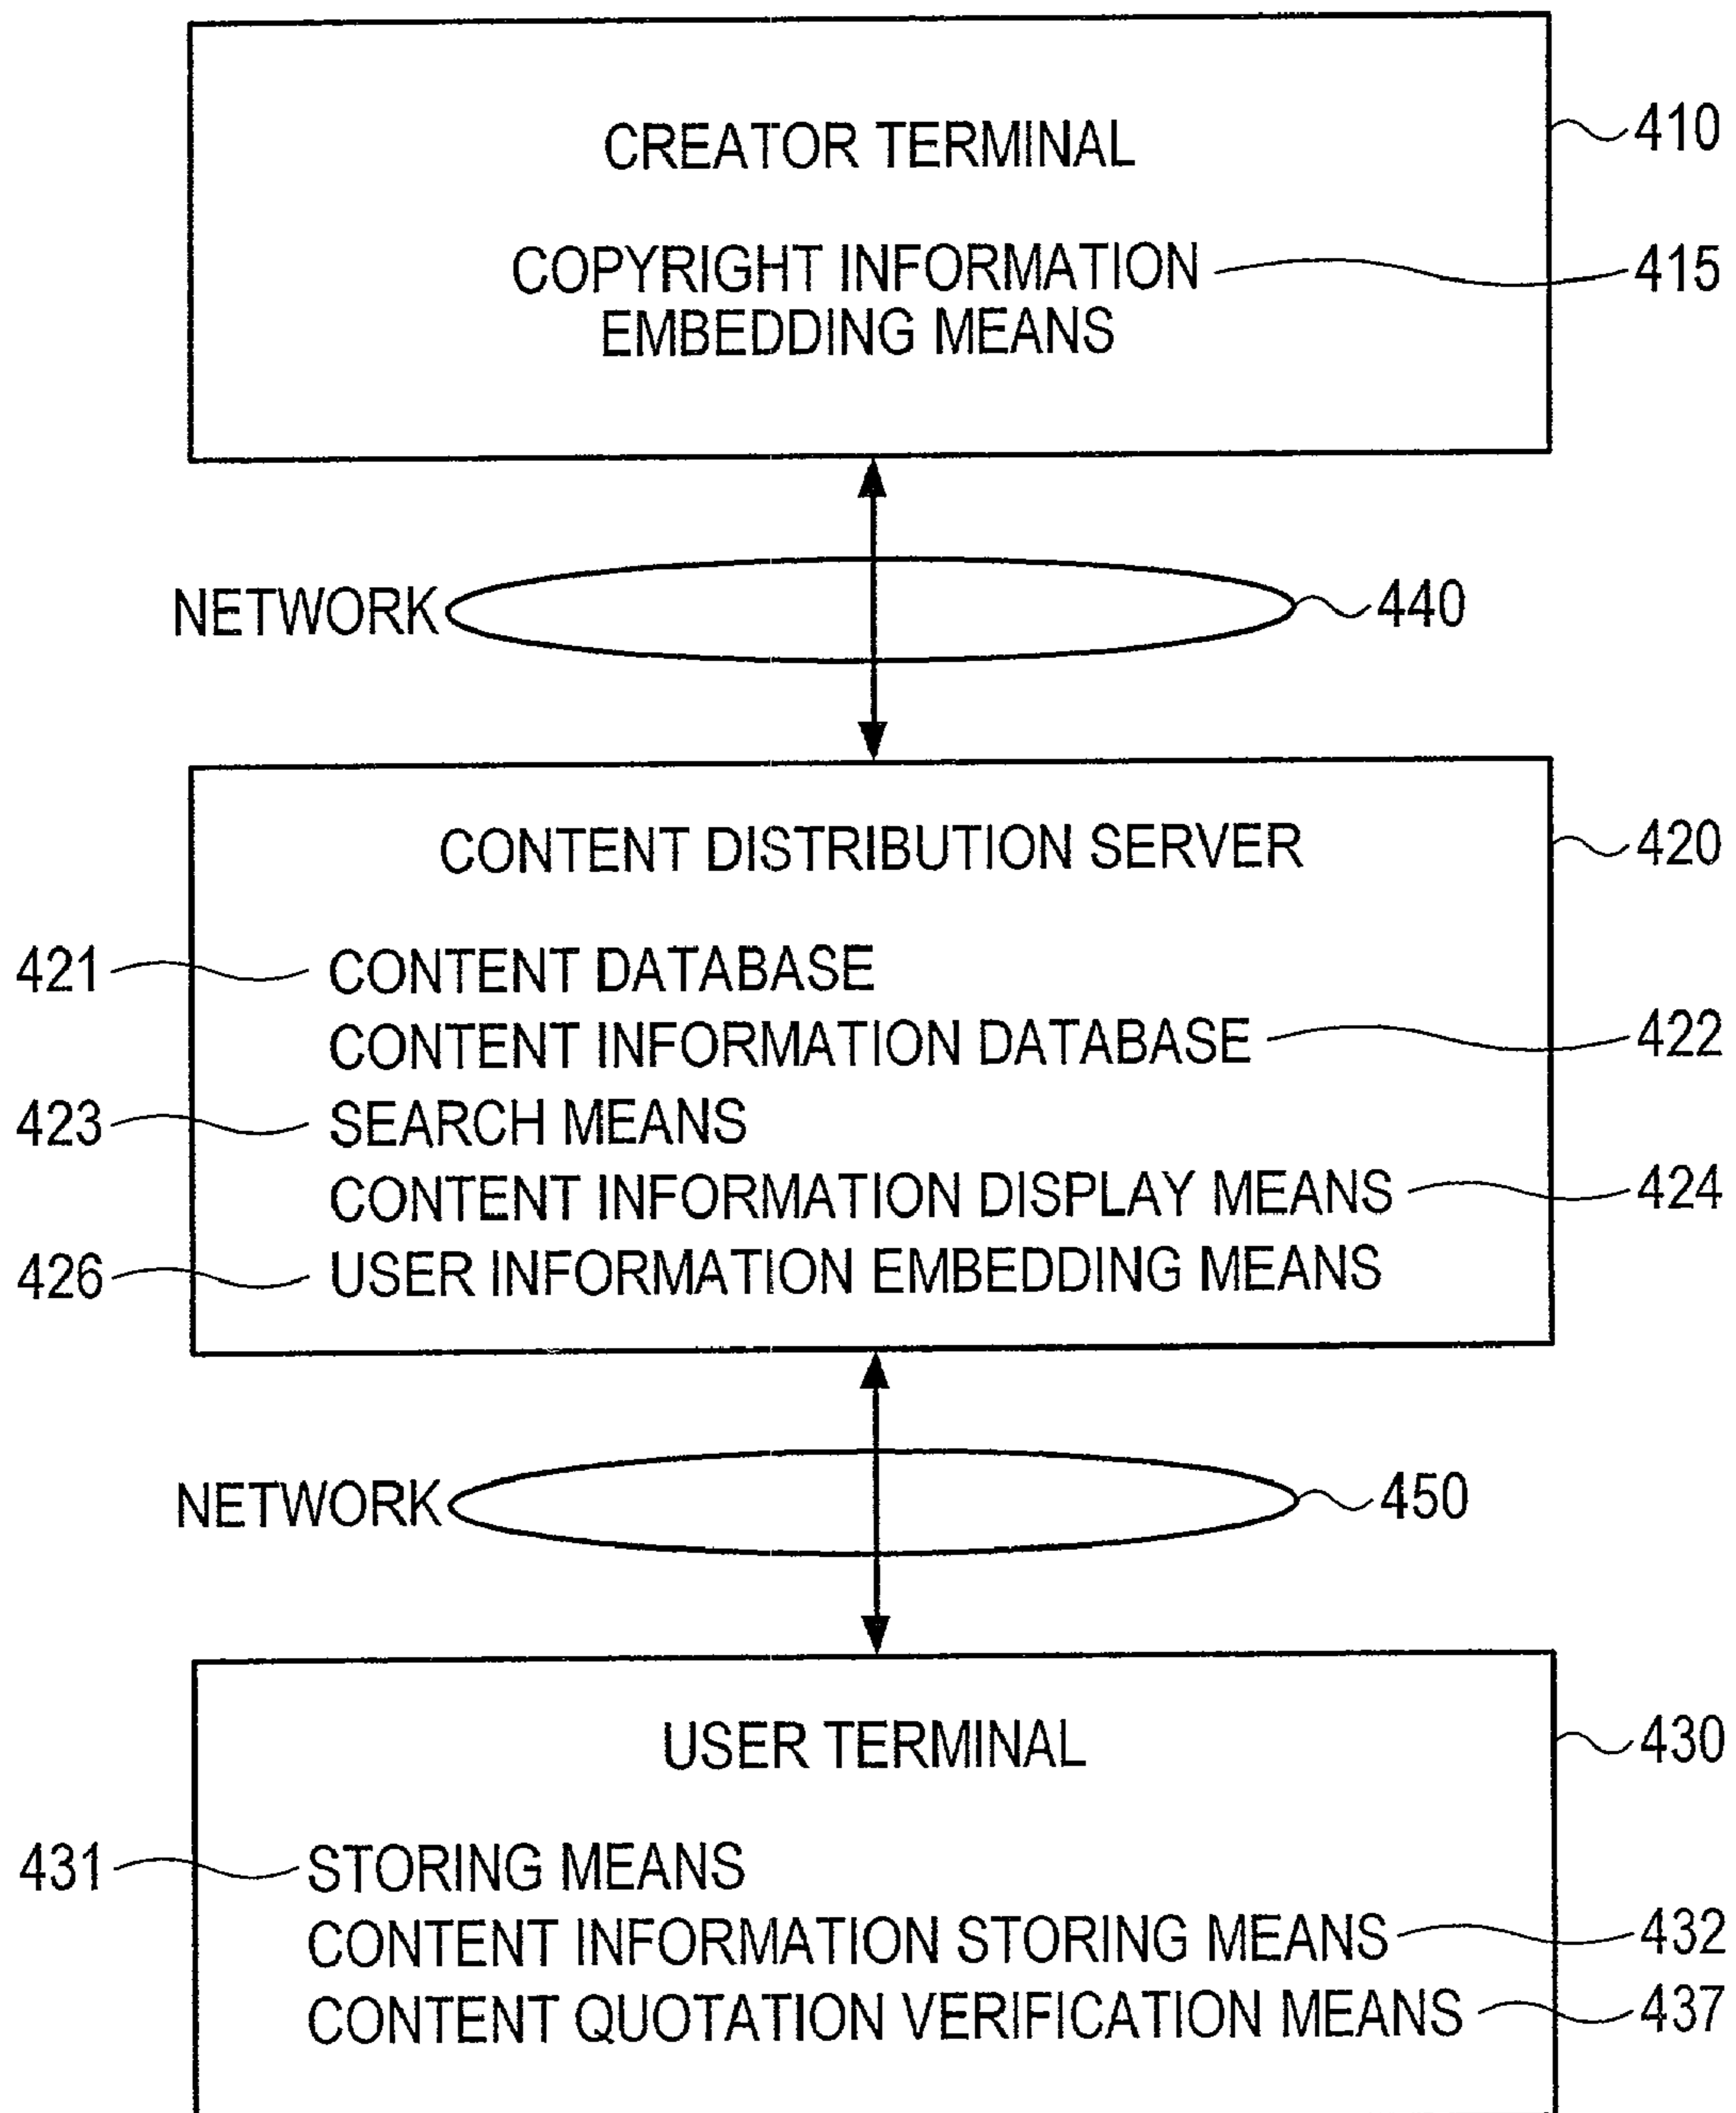 CREATOR TERMINAL 410
COPYRIGHT INFORMATION 415
EMBEDDING MEANS
NETWORK 440
CONTENT DISTRIBUTION SERVER 420
421 CONTENT DATABASE
CONTENT INFORMATION DATABASE 422
423 SEARCH MEANS
CONTENT INFORMATION DISPLAY MEANS 424
426 USER INFORMATION EMBEDDING MEANS
NETWORK 450
USER TERMINAL 430
431 STORING MEANS
CONTENT INFORMATION STORING MEANS 432
CONTENT QUOTATION VERIFICATION MEANS 437